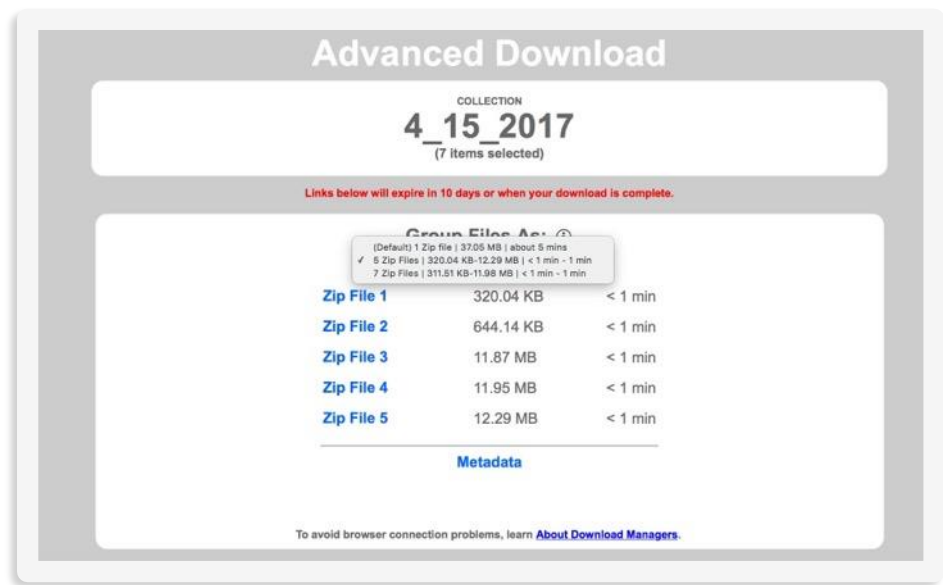 Advanced Download
COLLECTION
4_15_2017
(7 items selected)
Links below will expire in 10 days or when your download is complete.
Group Files As:
(Default) 1 Zip file | 37.05 MB | about 5 mins
✓ 5 Zip Files | 320.04 KB-12.29 MB | < 1 min - 1 min
7 Zip Files | 311.51 KB-11.98 MB | < 1 min - 1 min
Zip File 1 320.04 KB < 1 min
Zip File 2 644.14 KB < 1 min
Zip File 3 11.87 MB < 1 min
Zip File 4 11.95 MB < 1 min
Zip File 5 12.29 MB < 1 min
Metadata
To avoid browser connection problems, learn About Download Managers.